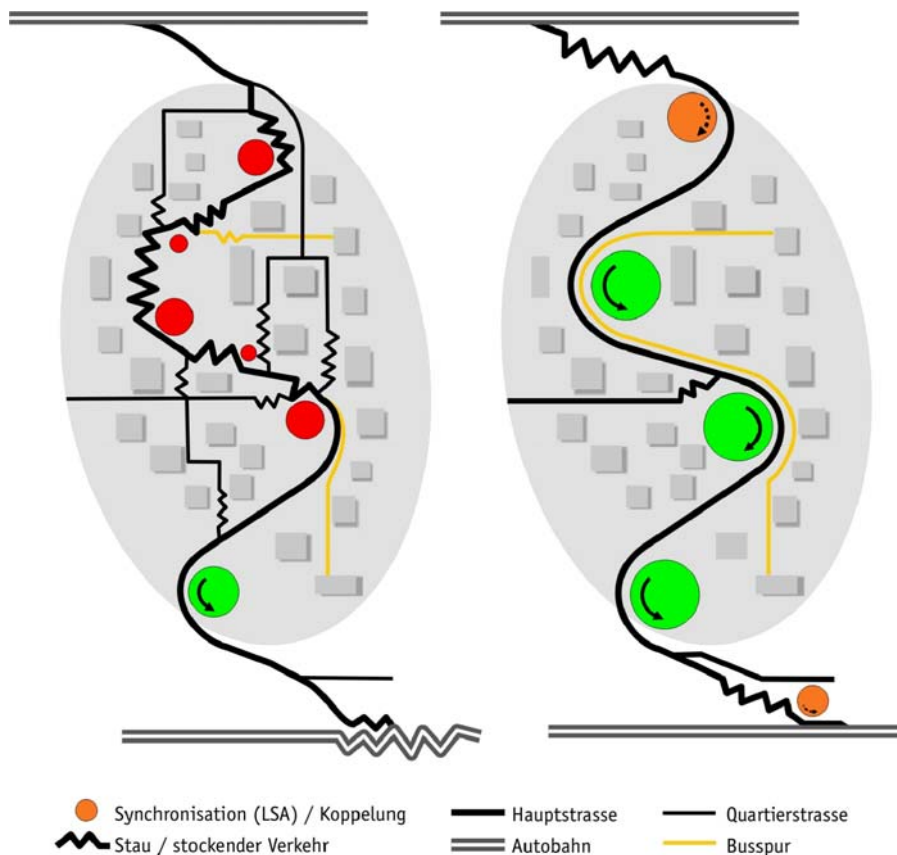 Synchronisation (LSA) / Koppelung
Hauptstrasse
Quartierstrasse
Stau / stockender Verkehr
Autobahn
Busspur